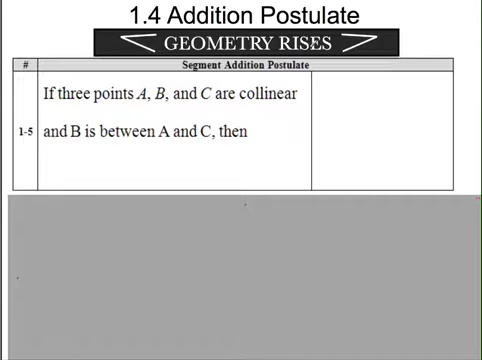 1.4 Addition Postulate
GEOMETRY RISES
# Segment Addition Postulate
If three points A, B, and C are collinear
1-5 and B is between A and C, then